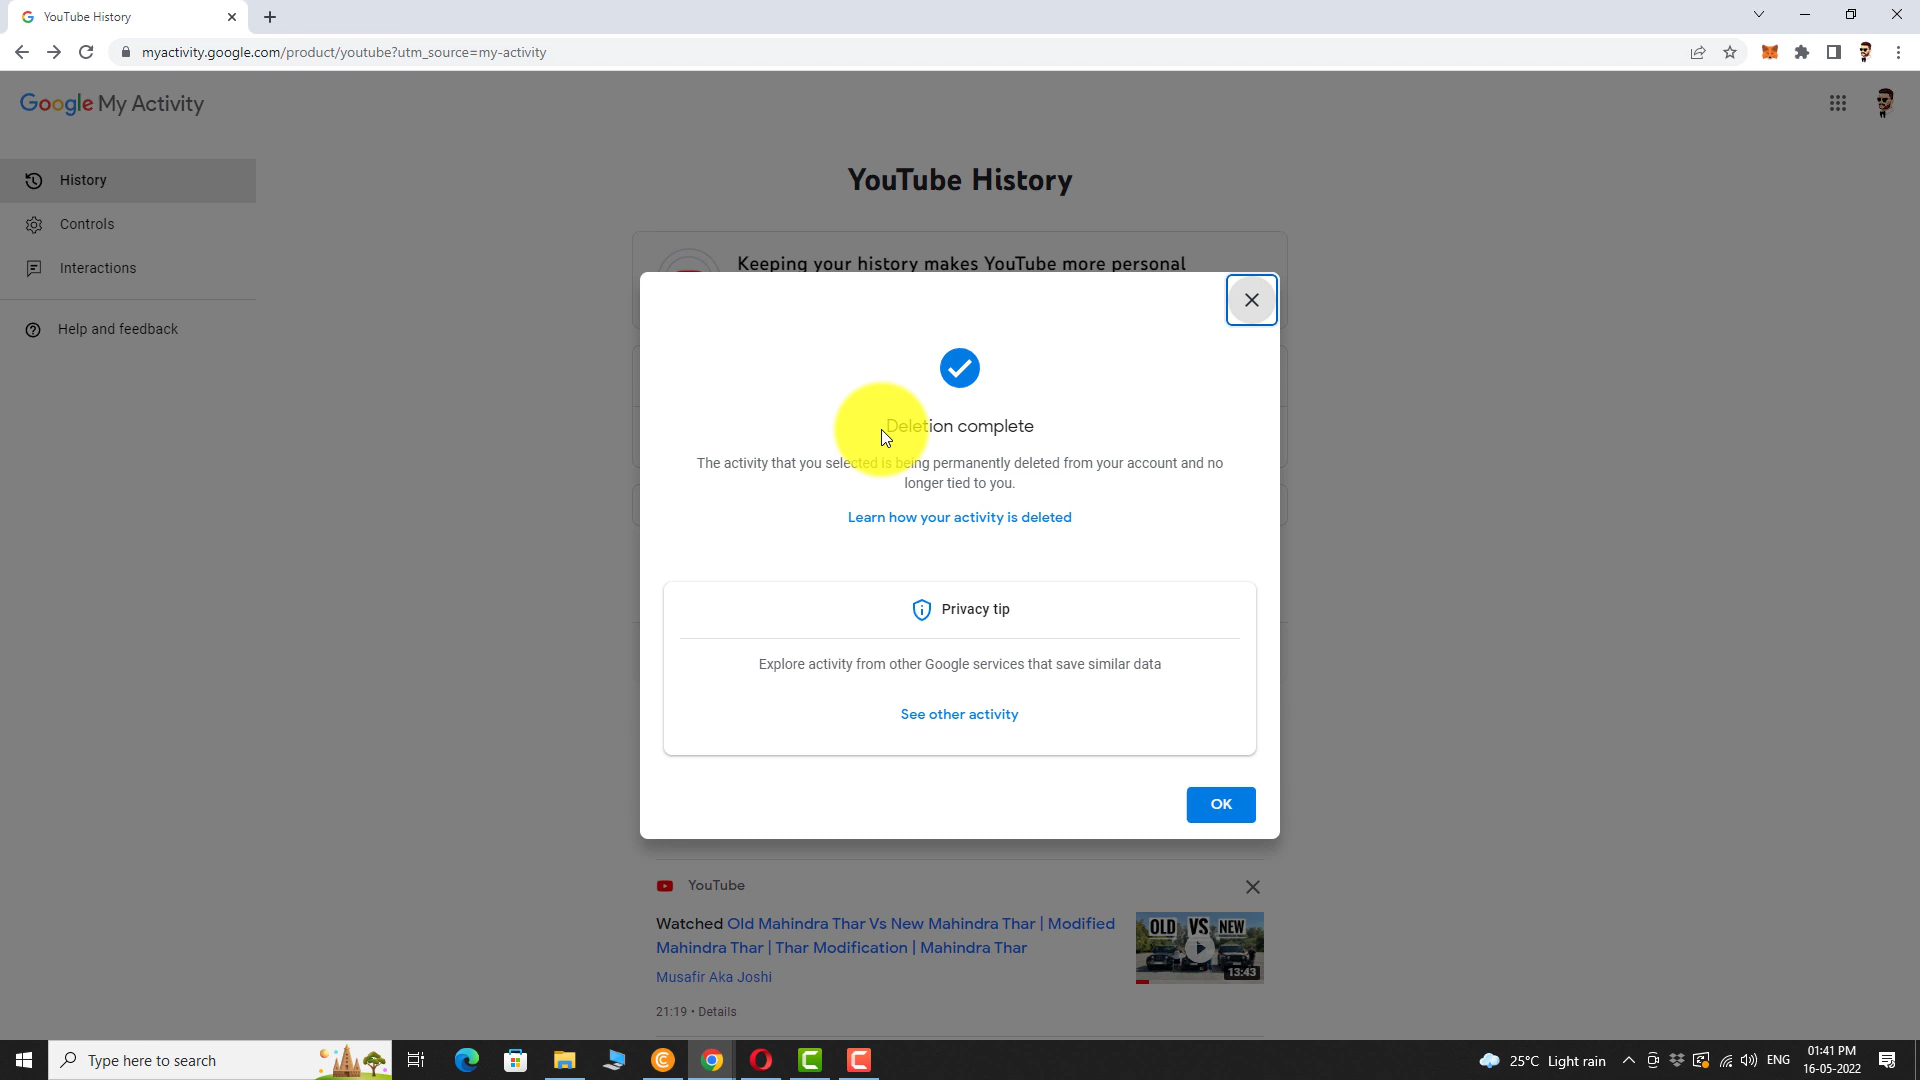 YouTube History
myactivity.google.com/product/youtube?utm_source=my-activity
Google My Activity
History
Controls
Interactions
Help and feedback
YouTube History
Keeping your history makes YouTube more personal
Deletion complete
The activity that you selected is being permanently deleted from your account and no
longer tied to you.
Learn how your activity is deleted
Privacy tip
Explore activity from other Google services that save similar data
See other activity
OK
YouTube
Watched Old Mahindra Thar Vs New Mahindra Thar | Modified
Mahindra Thar | Thar Modification | Mahindra Thar
Musafir Aka Joshi
21:19 • Details
OLD VS NEW
13:43
Type here to search
25°C Light rain
ENG
01:41 PM
16-05-2022